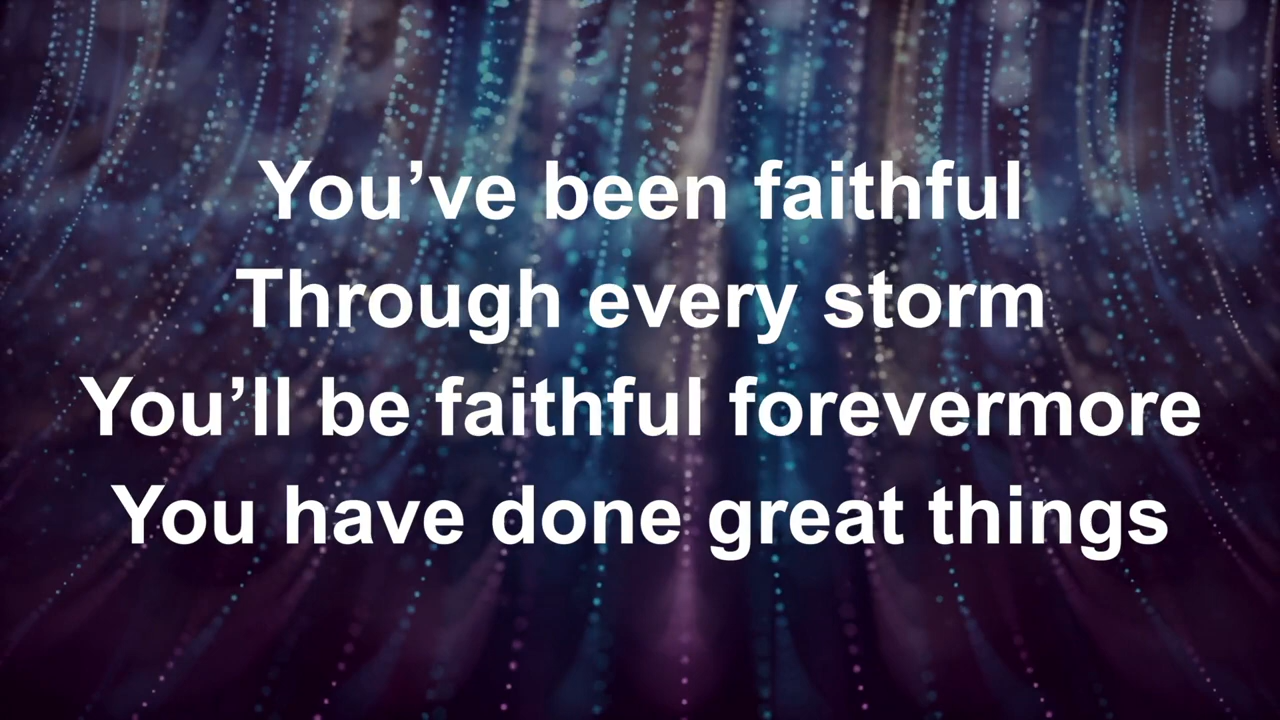 You’ve been faithful
Through every storm
You’ll be faithful forevermore
You have done great things